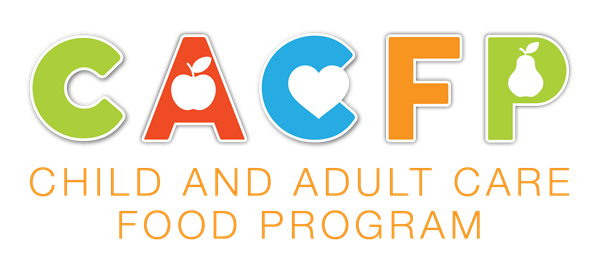 CACFP
CHILD AND ADULT CARE
FOOD PROGRAM